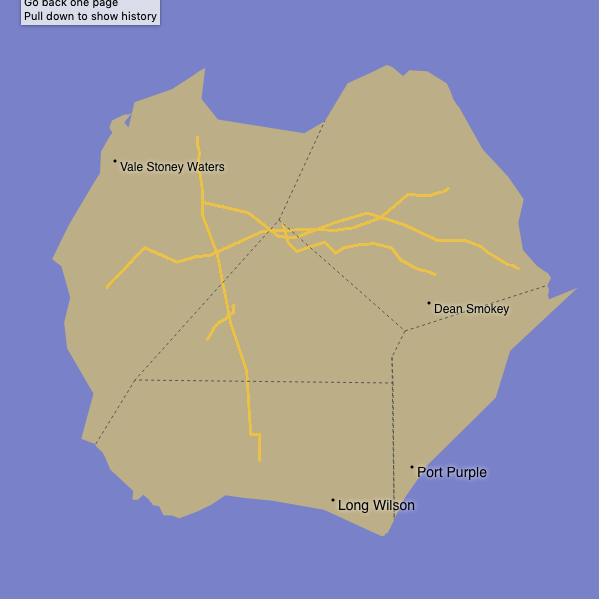 Go back one page
Pull down to show history
Vale Stoney Waters
Dean Smokey
Port Purple
Long Wilson